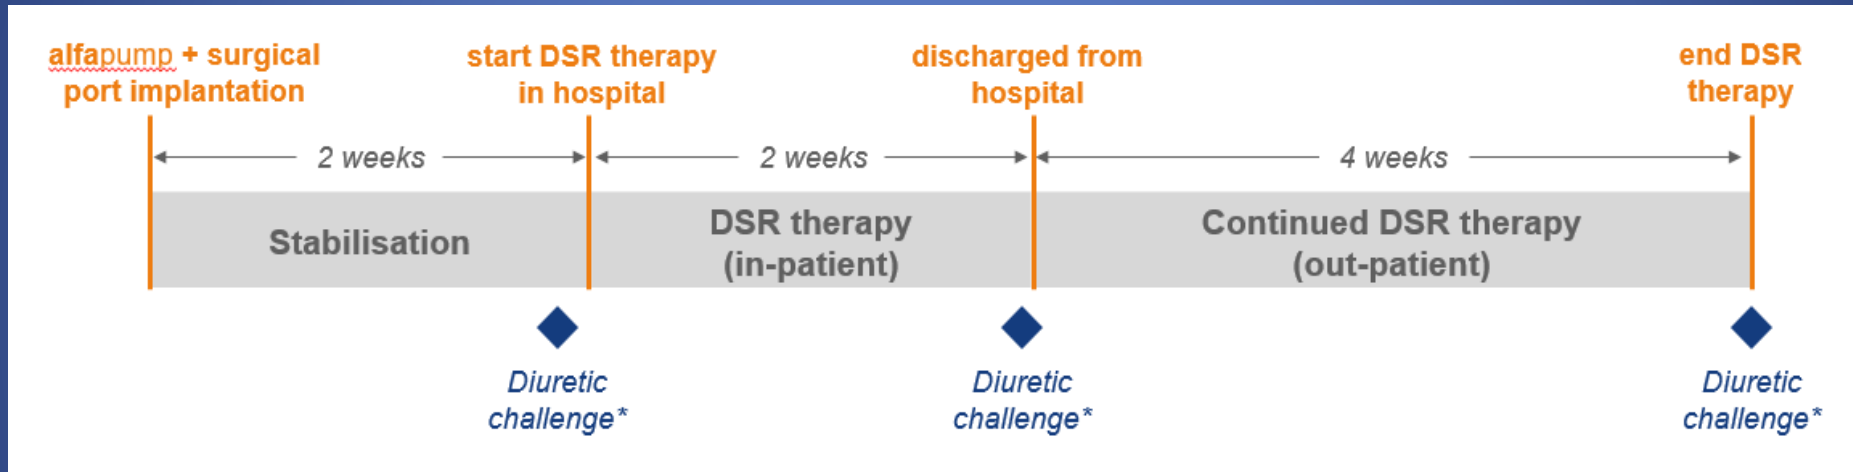 alfapump + surgical
port implantation
start DSR therapy
in hospital
discharged from
hospital
end DSR
therapy
2 weeks
2 weeks
4 weeks
Stabilisation
DSR therapy
(in-patient)
Continued DSR therapy
(out-patient)
Diuretic
challenge*
Diuretic
challenge*
Diuretic
challenge*